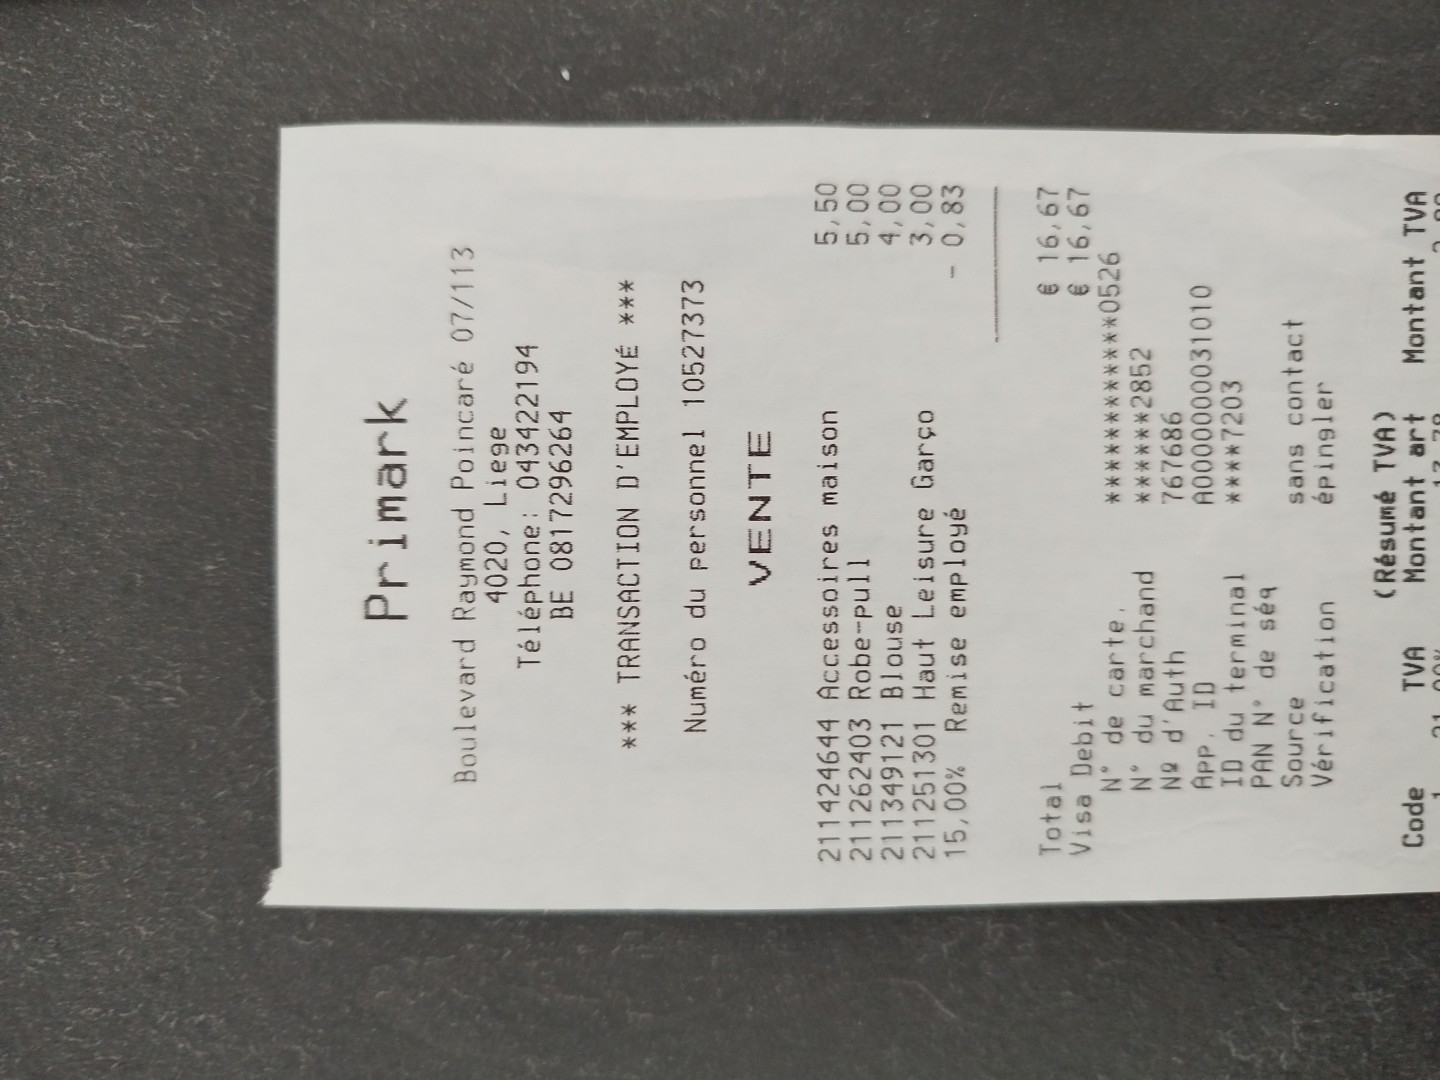 Primark
Boulevard Raymond Poincaré 07/113
4020, Liege
Téléphone: 043422194
BE 0817296264
*** TRANSACTION D'EMPLOYÉ ***
Numéro du personnel 10527373
VENTE
211424644 Accessoires maison 5,50
211262403 Robe-pull 5,00
211349121 Blouse 4,00
211251301 Haut Leisure Garço 3,00
15,00% Remise employé - 0,83
Total € 16,67
Visa Debit € 16,67
N° de carte. ************0526
N° du marchand ******2852
Nº d'Auth 767686
App. ID A0000000031010
ID du terminal ****7203
PAN N° de séq
Source sans contact
Vérification épingler
(Résumé TVA)
Code TVA Montant art Montant TVA